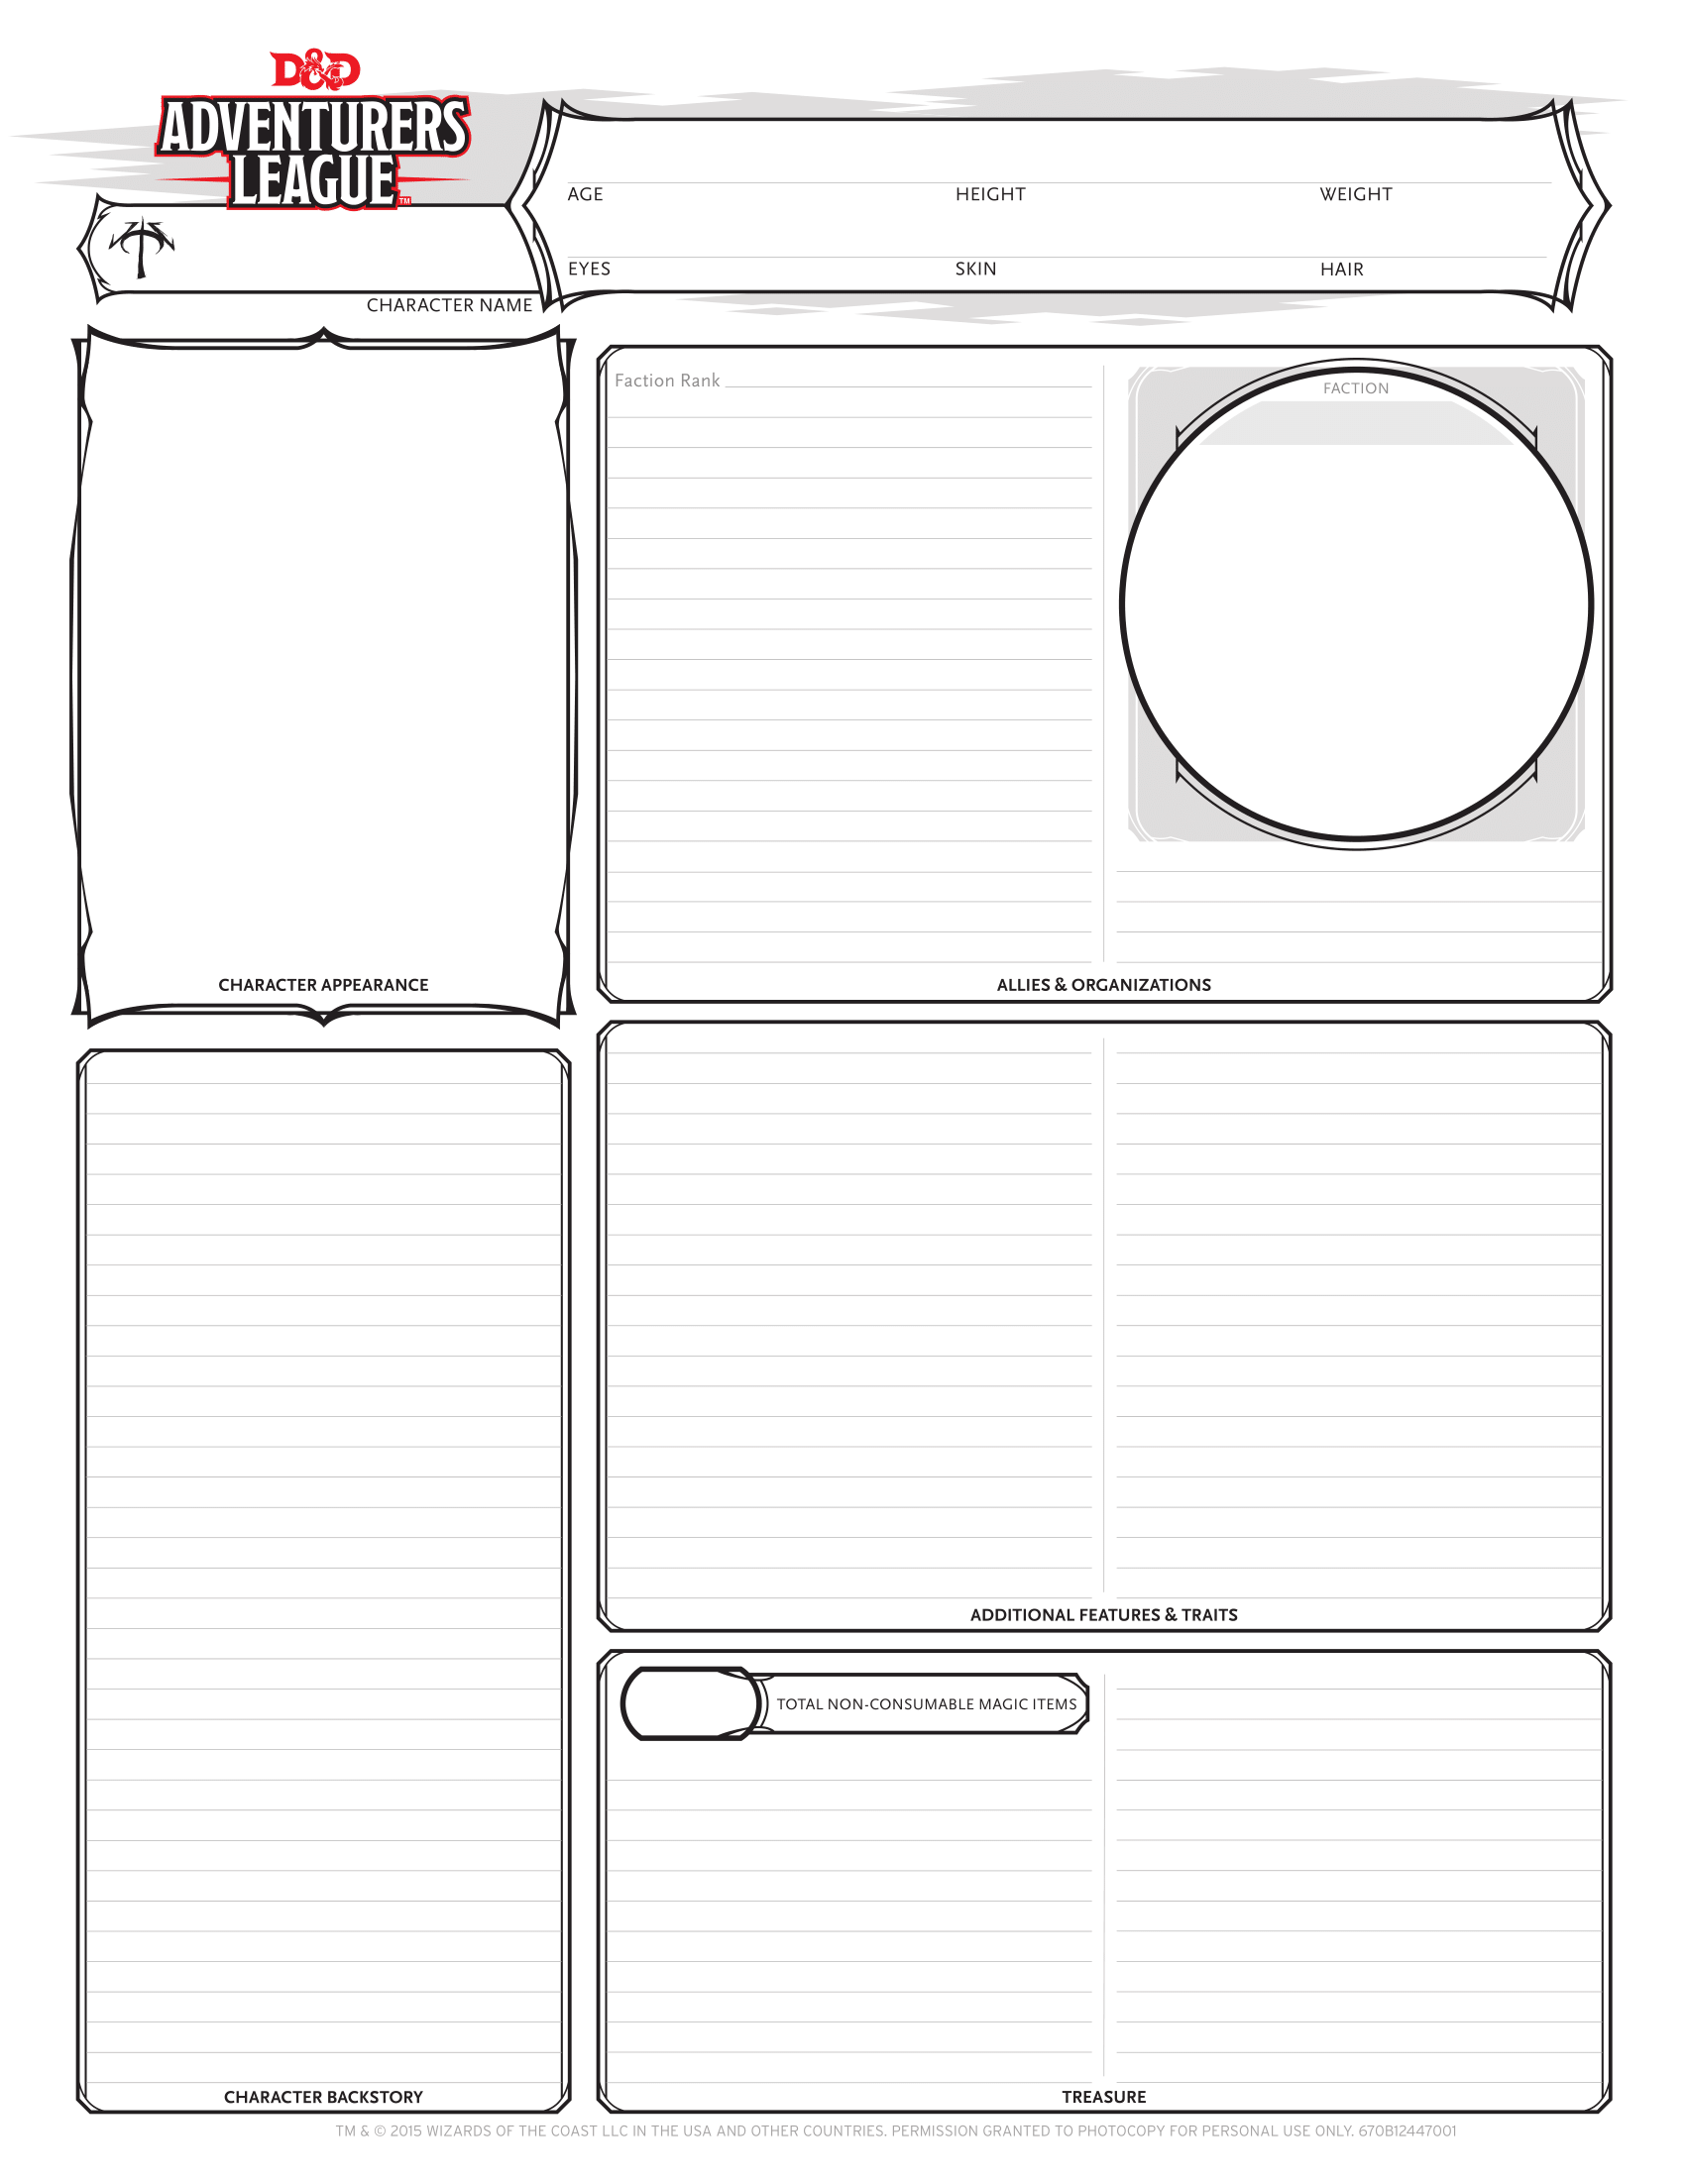 D&D
ADVENTURERS
LEAGUE TM
AGE HEIGHT WEIGHT
EYES SKIN HAIR
CHARACTER NAME
Faction Rank
FACTION
CHARACTER APPEARANCE
ALLIES & ORGANIZATIONS
ADDITIONAL FEATURES & TRAITS
TOTAL NON-CONSUMABLE MAGIC ITEMS
CHARACTER BACKSTORY
TREASURE
TM & © 2015 WIZARDS OF THE COAST LLC IN THE USA AND OTHER COUNTRIES. PERMISSION GRANTED TO PHOTOCOPY FOR PERSONAL USE ONLY. 670B12447001